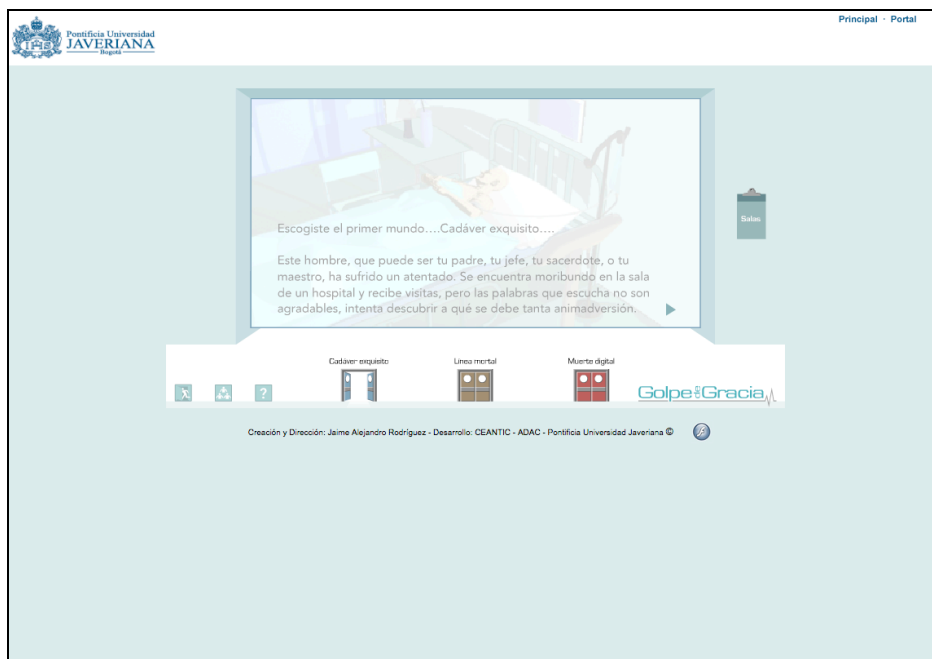 Principal · Portal
Pontificia Universidad
JAVERIANA
Bogotá
Salas
Escogiste el primer mundo....Cadáver exquisito....
Este hombre, que puede ser tu padre, tu jefe, tu sacerdote, o tu
maestro, ha sufrido un atentado. Se encuentra moribundo en la sala
de un hospital y recibe visitas, pero las palabras que escucha no son
agradables, intenta descubrir a qué se debe tanta animadversión.
Cadáver exquisito
Línea mortal
Muerte digital
?
Golpe de Gracia
Creación y Dirección: Jaime Alejandro Rodríguez - Desarrollo: CEANTIC - ADAC - Pontificia Universidad Javeriana ©